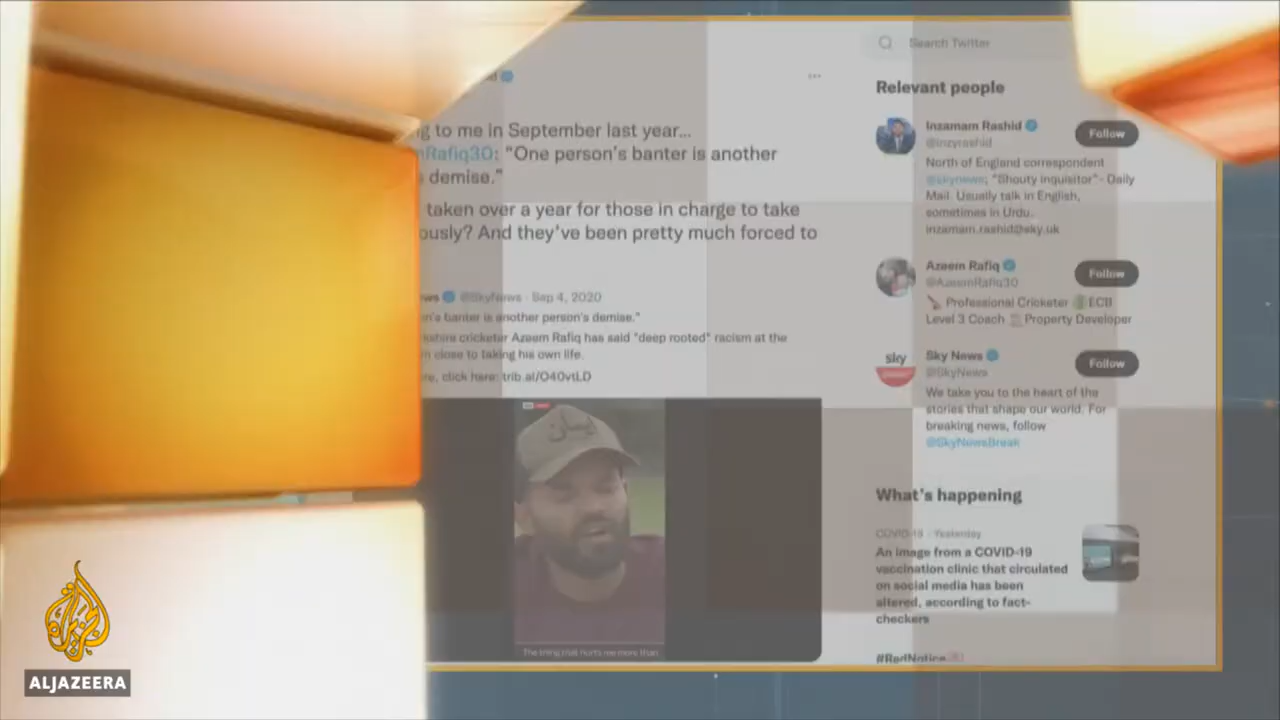 Search Twitter
Relevant people
to me in September last year...
Rafiq30: "One person's banter is another
demise."
taken over a year for those in charge to take
And they've been pretty much forced to
@SkyNews · Sep 4, 2020
banter is another person's demise."
cricketer Azeem Rafiq has said "deep rooted" racism at the
close to taking his own life.
click here: trib.al/O40vtLD
The thing that hurts me more than
Inzamam Rashid
@inzyrashid
Follow
North of England correspondent
@skynews; "Shouty inquisitor"- Daily
Mail. Usually talk in English,
sometimes in Urdu.
inzamam.rashid@sky.uk
Azeem Rafiq
@AzeemRafiq30
Follow
Professional Cricketer ECB
Level 3 Coach Property Developer
sky
Sky News
@SkyNews
Follow
We take you to the heart of the
stories that shape our world. For
breaking news, follow
@SkyNewsBreak
What's happening
COVID-19 · Yesterday
An image from a COVID-19
vaccination clinic that circulated
on social media has been
altered, according to fact-
checkers
#RedNotice
الجزيرة
ALJAZEERA